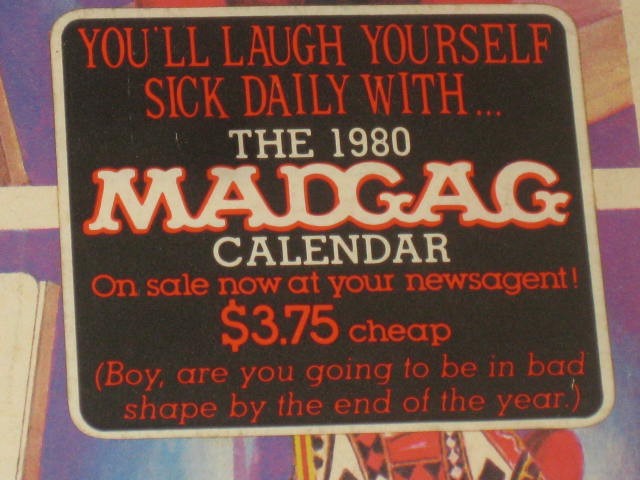 YOU'LL LAUGH YOURSELF
SICK DAILY WITH...
THE 1980
MADGAG
CALENDAR
On sale now at your newsagent!
$3.75 cheap
(Boy, are you going to be in bad
shape by the end of the year.)